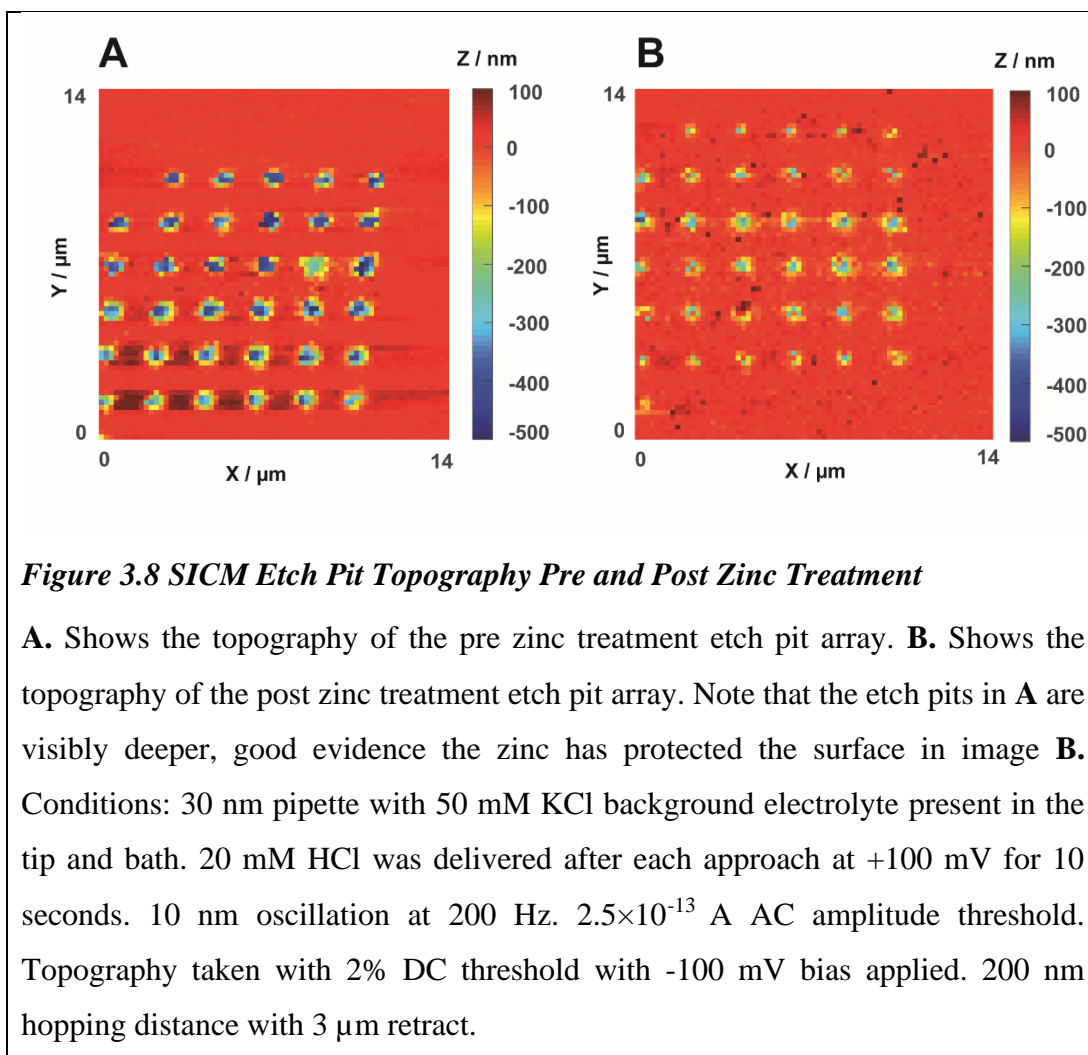 A
B
Z / nm
Z / nm
14
14
100
100
0
0
-100
-100
Y / µm
Y / µm
-200
-200
-300
-300
-400
-400
0
0
-500
-500
0
14
0
14
X / µm
X / µm
Figure 3.8 SICM Etch Pit Topography Pre and Post Zinc Treatment
A. Shows the topography of the pre zinc treatment etch pit array. B. Shows the
topography of the post zinc treatment etch pit array. Note that the etch pits in A are
visibly deeper, good evidence the zinc has protected the surface in image B.
Conditions: 30 nm pipette with 50 mM KCl background electrolyte present in the
tip and bath. 20 mM HCl was delivered after each approach at +100 mV for 10
seconds. 10 nm oscillation at 200 Hz. 2.5×10⁻¹³ A AC amplitude threshold.
Topography taken with 2% DC threshold with -100 mV bias applied. 200 nm
hopping distance with 3 µm retract.